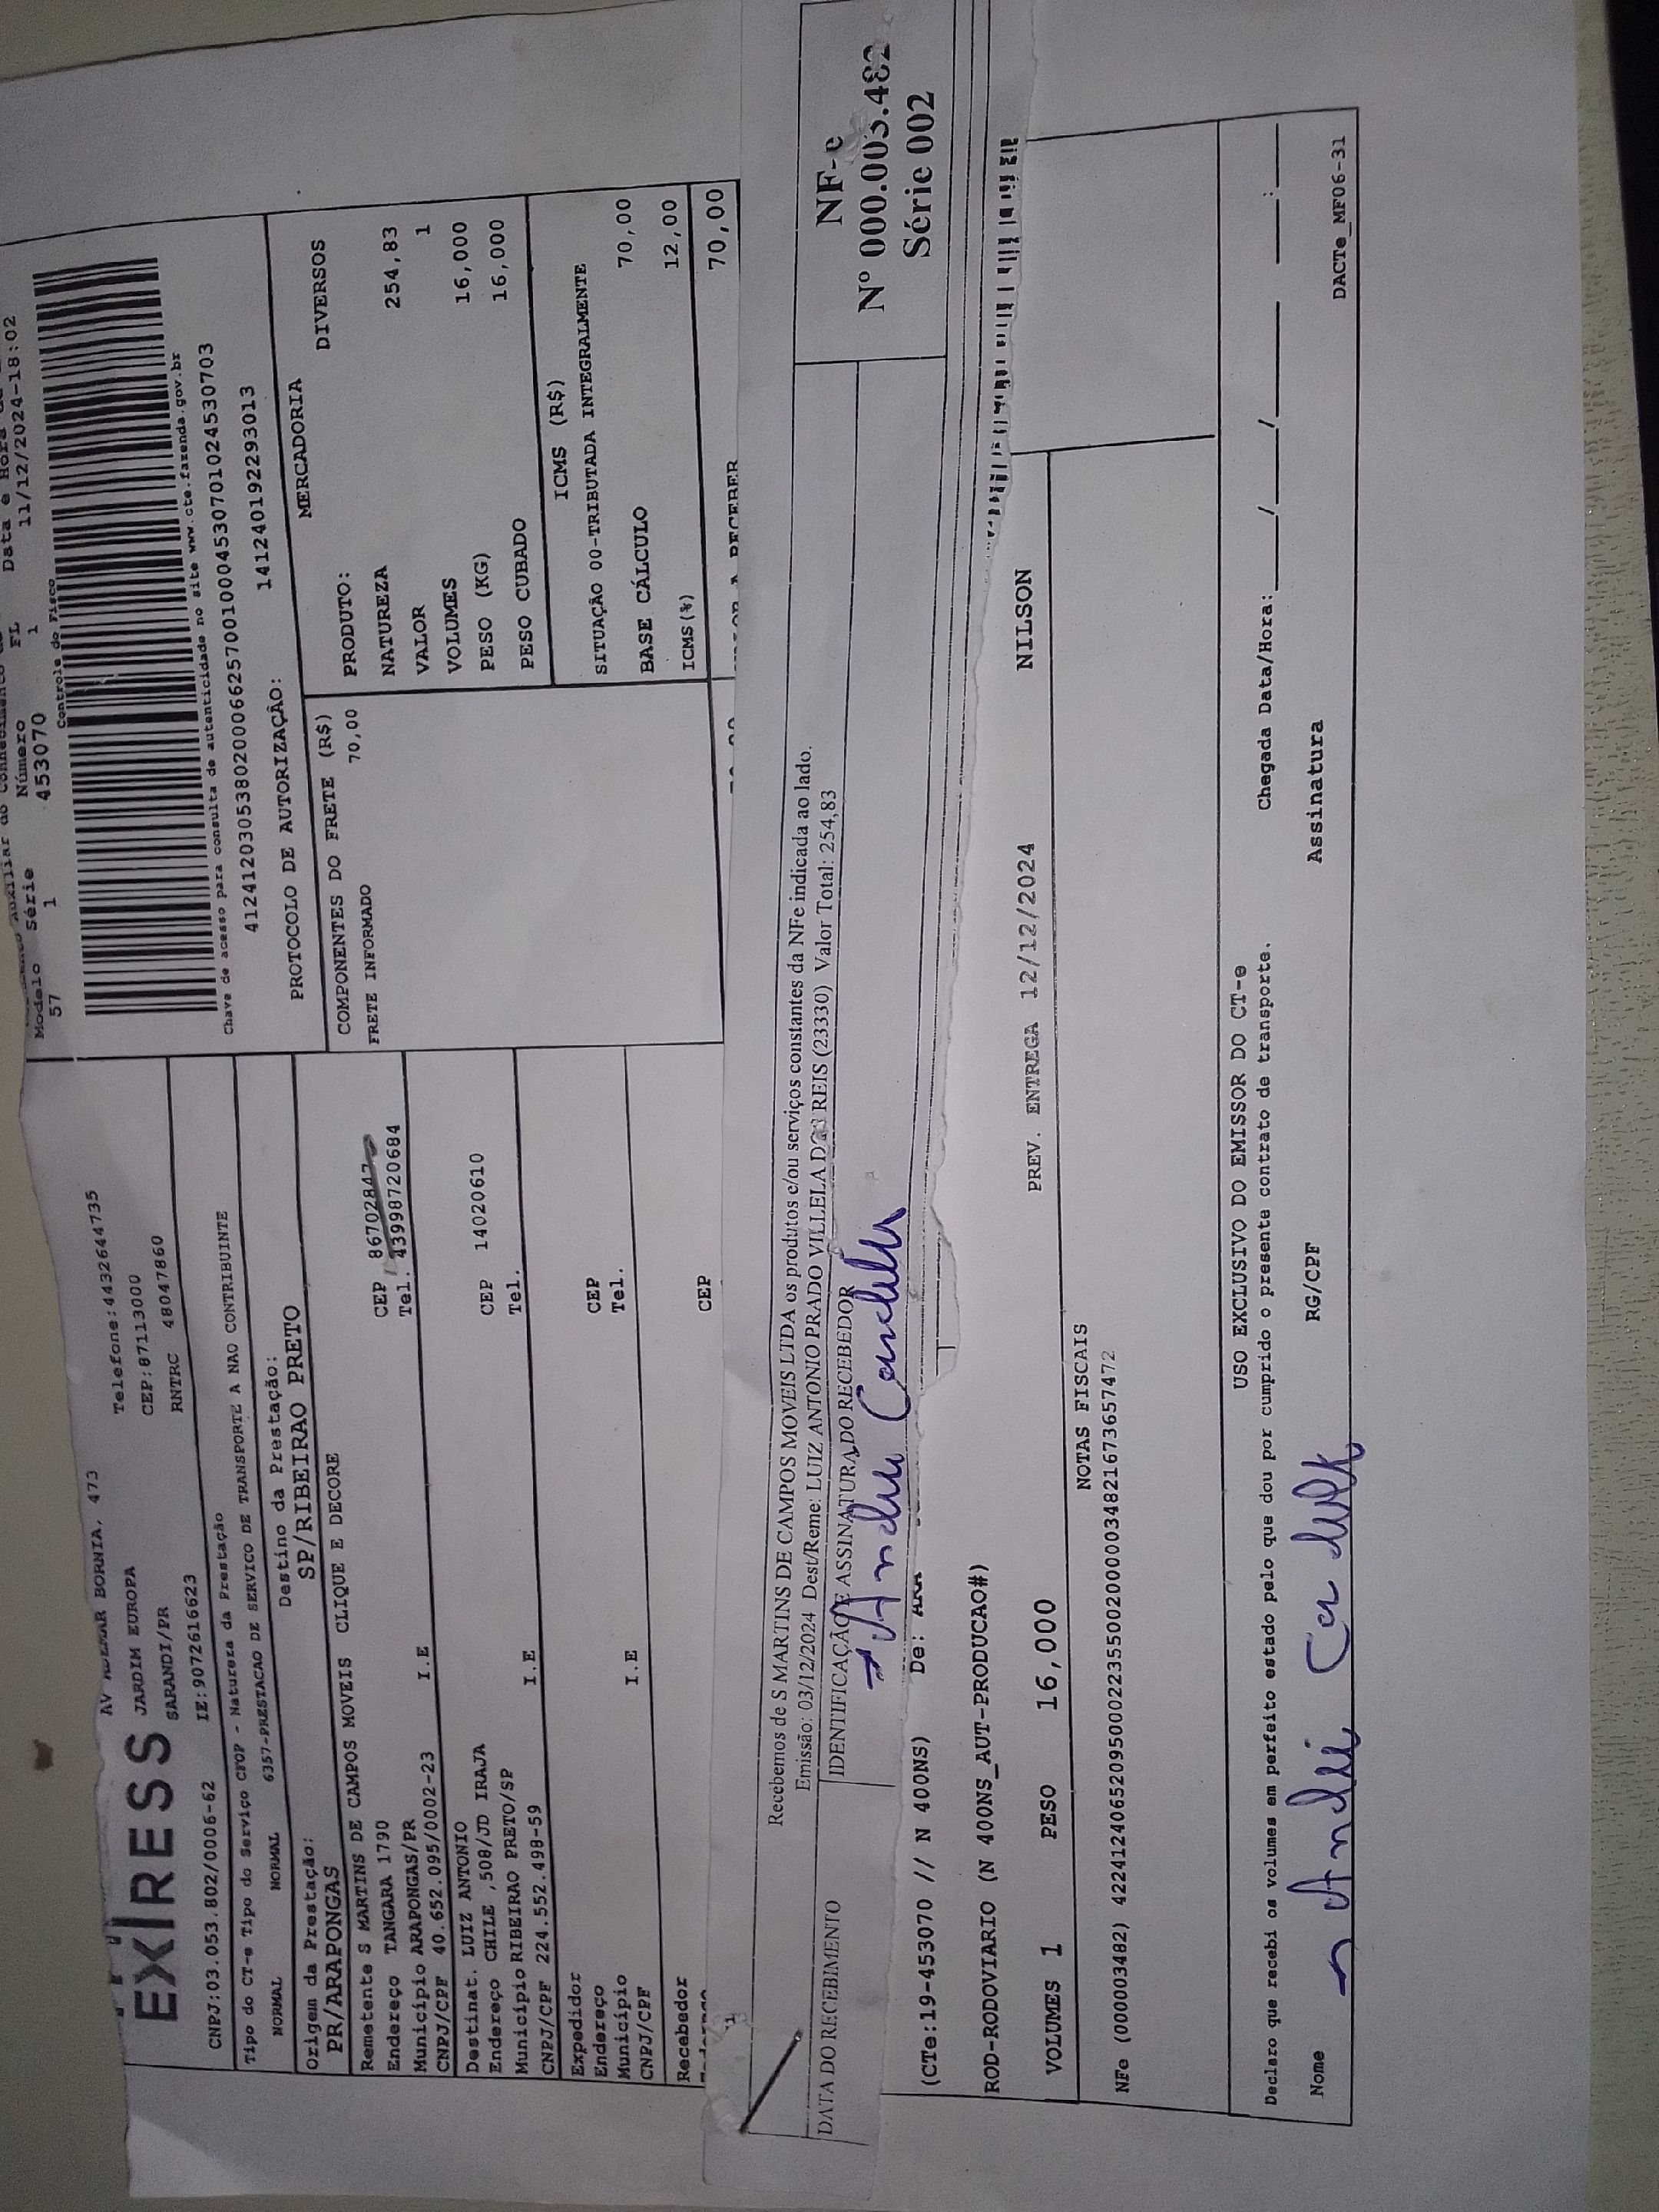 Data e Hora de
Modelo Série Número FL 11/12/2024-18:02
57 1 453070 1
Controle do Fisco
EXPRESS
AV ADEMAR BORNIA, 473
JARDIM EUROPA Telefone:4432644735
SARANDI/PR CEP:87113000
CNPJ:03.053.802/0006-62 IE:9072616623 RNTRC 48047860
Chave de acesso para consulta de autenticidade no site www.cte.fazenda.gov.br
41241203053802000662570010004530701024530703
PROTOCOLO DE AUTORIZAÇÃO: 141240192293013
Tipo do CT-e Tipo do Serviço CFOP - Natureza da Prestação
NORMAL NORMAL 6357-PRESTACAO DE SERVICO DE TRANSPORTE A NAO CONTRIBUINTE
Origem da Prestação: Destino da Prestação:
PR/ARAPONGAS SP/RIBEIRAO PRETO
Remetente S MARTINS DE CAMPOS MOVEIS CLIQUE E DECORE
Endereço TANGARA 1790 CEP 86702847
Município ARAPONGAS/PR Tel. 43998720684
CNPJ/CPF 40.652.095/0002-23 I.E
Destinat. LUIZ ANTONIO
Endereço CHILE ,508/JD IRAJA CEP 14020610
Município RIBEIRAO PRETO/SP Tel.
CNPJ/CPF 224.552.498-59 I.E
Expedidor
Endereço CEP
Município Tel.
CNPJ/CPF I.E
Recebedor
CEP
COMPONENTES DO FRETE (R$)
FRETE INFORMADO 70,00
MERCADORIA
PRODUTO: DIVERSOS
NATUREZA
VALOR 254,83
VOLUMES 1
PESO (KG) 16,000
PESO CUBADO 16,000
ICMS (R$)
SITUAÇÃO 00-TRIBUTADA INTEGRALMENTE
BASE CÁLCULO 70,00
ICMS(%) 12,00
70,00
Recebemos de S MARTINS DE CAMPOS MOVEIS LTDA os produtos e/ou serviços constantes da NFe indicada ao lado.
Emissão: 03/12/2024 Dest/Reme: LUIZ ANTONIO PRADO VILLELA DOS REIS (23330) Valor Total: 254,83
DATA DO RECEBIMENTO IDENTIFICAÇÃO E ASSINATURA DO RECEBEDOR
NF-e
Nº 000.003.482
Série 002
(CTe:19-453070 // N 400NS) De:
ROD-RODOVIARIO (N 400NS_AUT-PRODUCAO#)
VOLUMES 1 PESO 16,000 PREV. ENTREGA 12/12/2024 NILSON
NOTAS FISCAIS
NFe (000003482) 42241240652095000223550020000034821673657472
USO EXCLUSIVO DO EMISSOR DO CT-e
Declaro que recebi os volumes em perfeito estado pelo que dou por cumprido o presente contrato de transporte. Chegada Data/Hora:____/____/____ ____:____
Nome RG/CPF Assinatura
DACTe_MF06-31